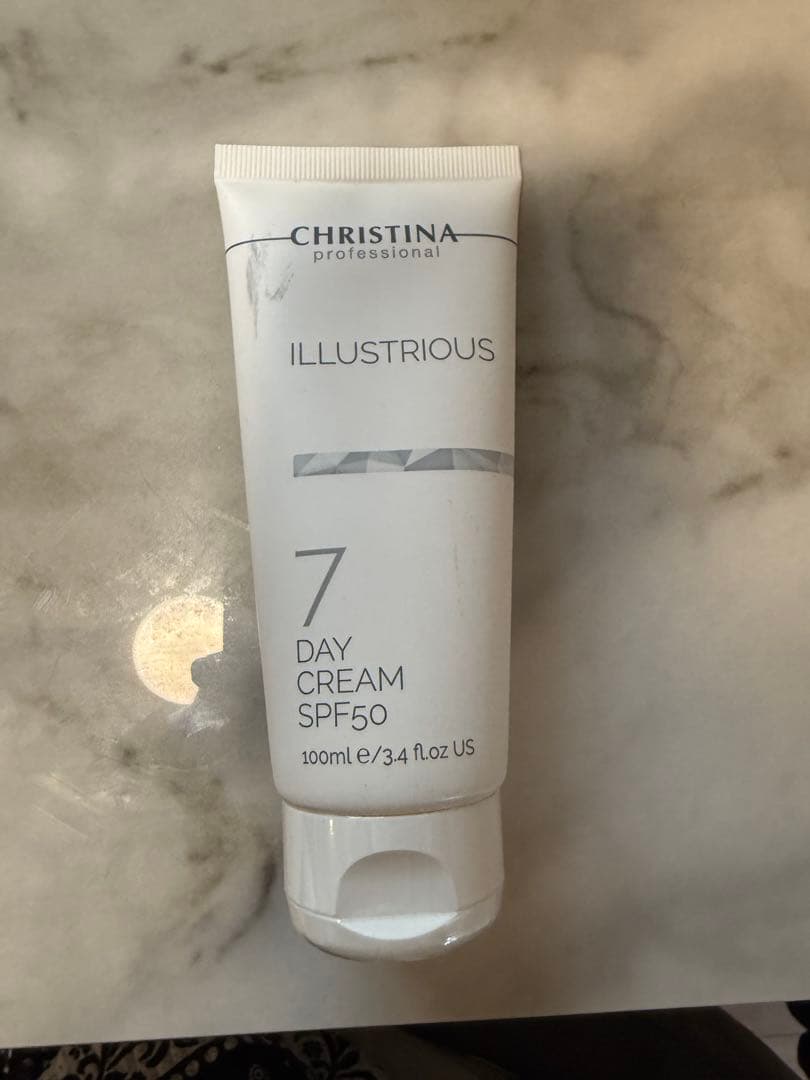 CHRISTINA
professional
ILLUSTRIOUS
7
DAY
CREAM
SPF50
100ml e/3.4 fl.oz US